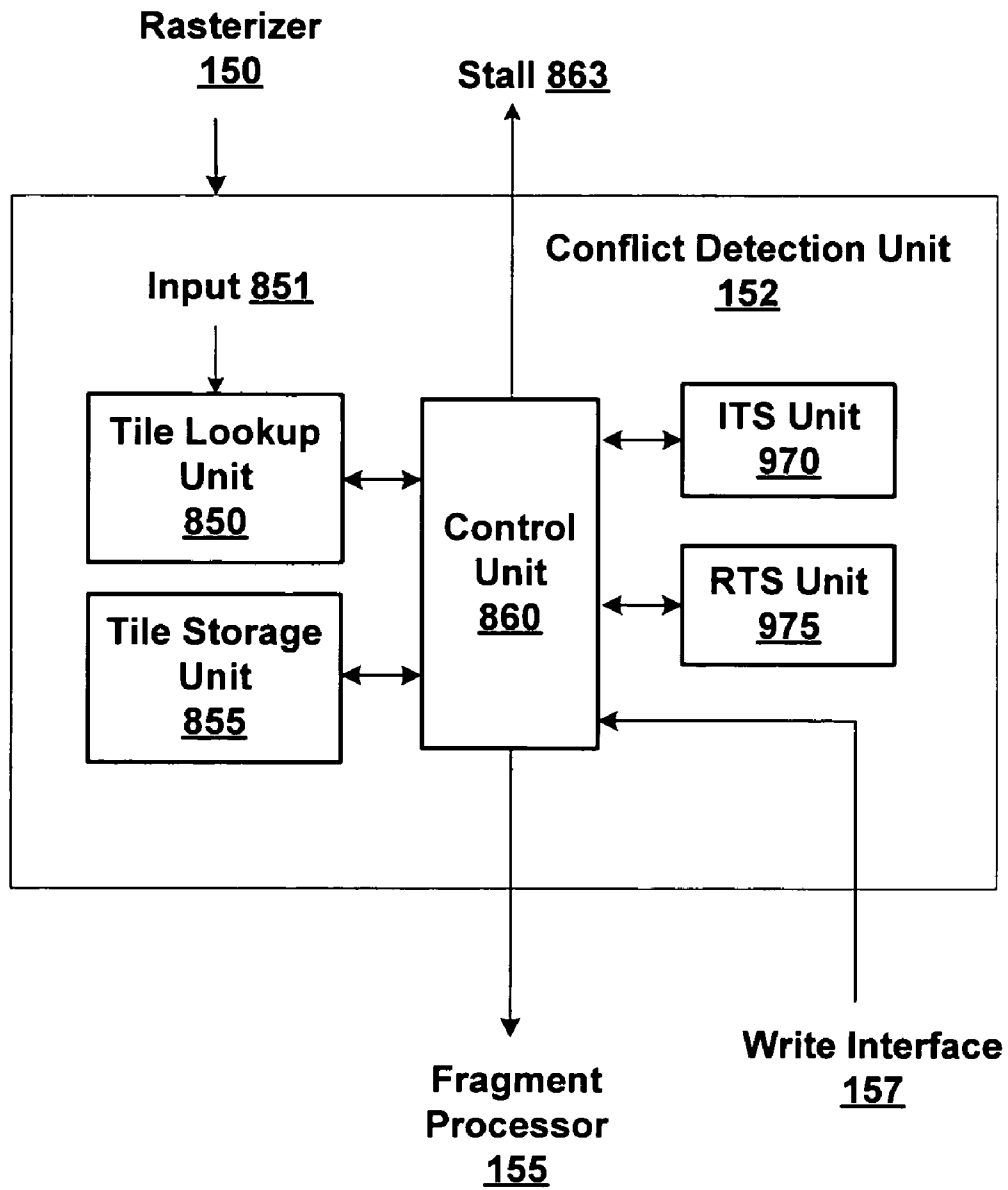 Rasterizer
150
Stall 863
Conflict Detection Unit
152
Input 851
Tile Lookup
Unit
850
ITS Unit
970
Control
Unit
860
RTS Unit
975
Tile Storage
Unit
855
Write Interface
157
Fragment
Processor
155